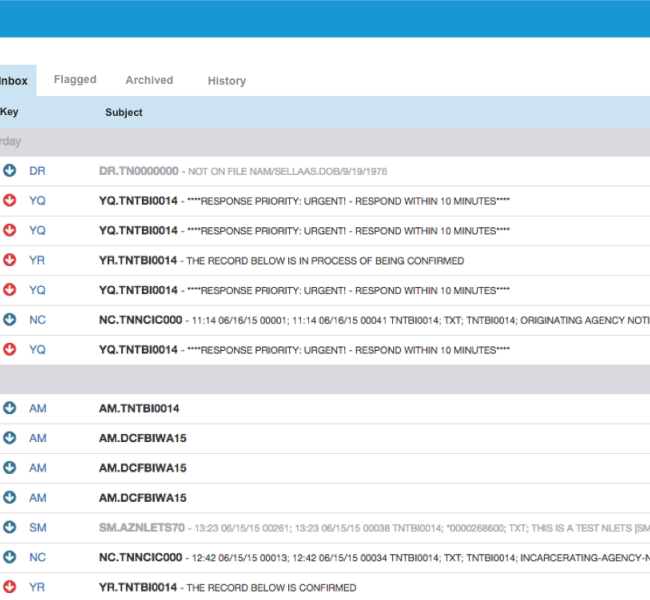 Inbox Flagged Archived History
Key Subject
rday
DR DR.TN0000000 - NOT ON FILE NAM/SELLAAS.DOB/9/19/1976
YQ YQ.TNTBI0014 - ****RESPONSE PRIORITY: URGENT! - RESPOND WITHIN 10 MINUTES****
YQ YQ.TNTBI0014 - ****RESPONSE PRIORITY: URGENT! - RESPOND WITHIN 10 MINUTES****
YR YR.TNTBI0014 - THE RECORD BELOW IS IN PROCESS OF BEING CONFIRMED
YQ YQ.TNTBI0014 - ****RESPONSE PRIORITY: URGENT! - RESPOND WITHIN 10 MINUTES****
NC NC.TNNCIC000 - 11:14 06/16/15 00001; 11:14 06/16/15 00041 TNTBI0014; TXT; TNTBI0014; ORIGINATING AGENCY NOTI
YQ YQ.TNTBI0014 - ****RESPONSE PRIORITY: URGENT! - RESPOND WITHIN 10 MINUTES****
AM AM.TNTBI0014
AM AM.DCFBIWA15
AM AM.DCFBIWA15
AM AM.DCFBIWA15
SM SM.AZNLETS70 - 13:23 06/15/15 00261; 13:23 06/15/15 00038 TNTBI0014; *0000268600; TXT; THIS IS A TEST NLETS [SM
NC NC.TNNCIC000 - 12:42 06/15/15 00013; 12:42 06/15/15 00034 TNTBI0014; TXT; TNTBI0014; INCARCERATING-AGENCY-N
YR YR.TNTBI0014 - THE RECORD BELOW IS CONFIRMED